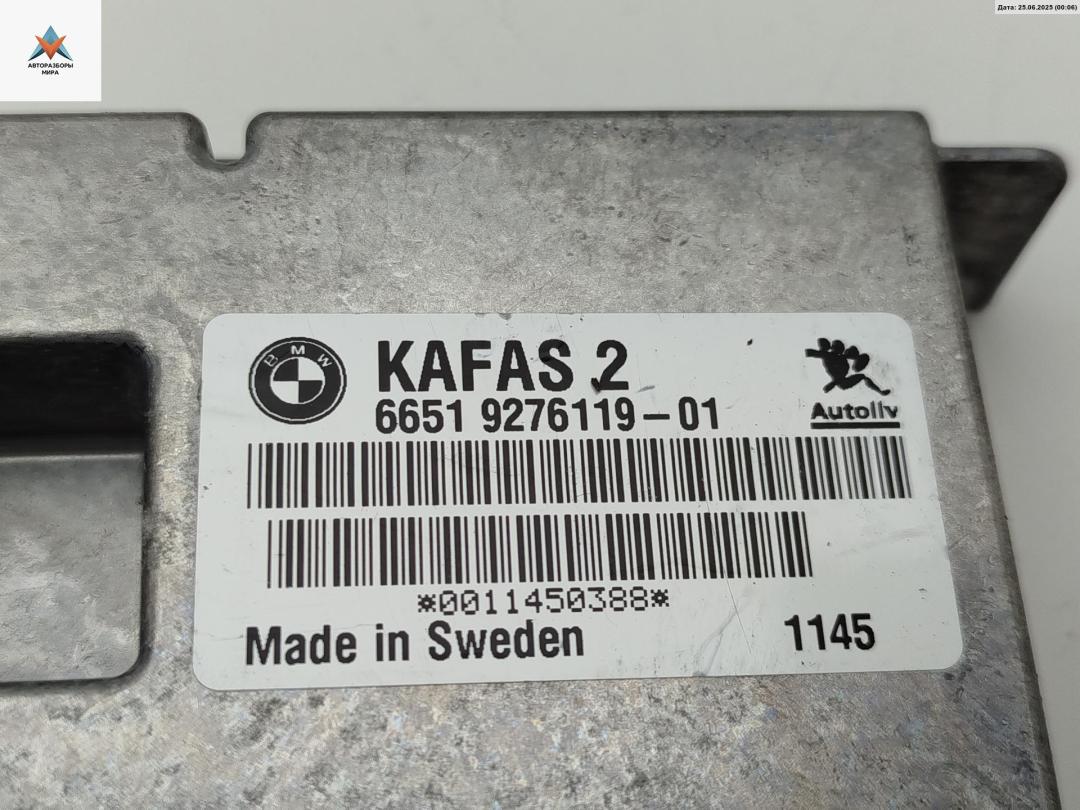 Дата: 25.06.2025 (00:06)
АВТОРАЗБОРЫ
МИРА
BMW
KAFAS 2
6651 9276119-01
Autoliv
*0011450388*
Made in Sweden
1145